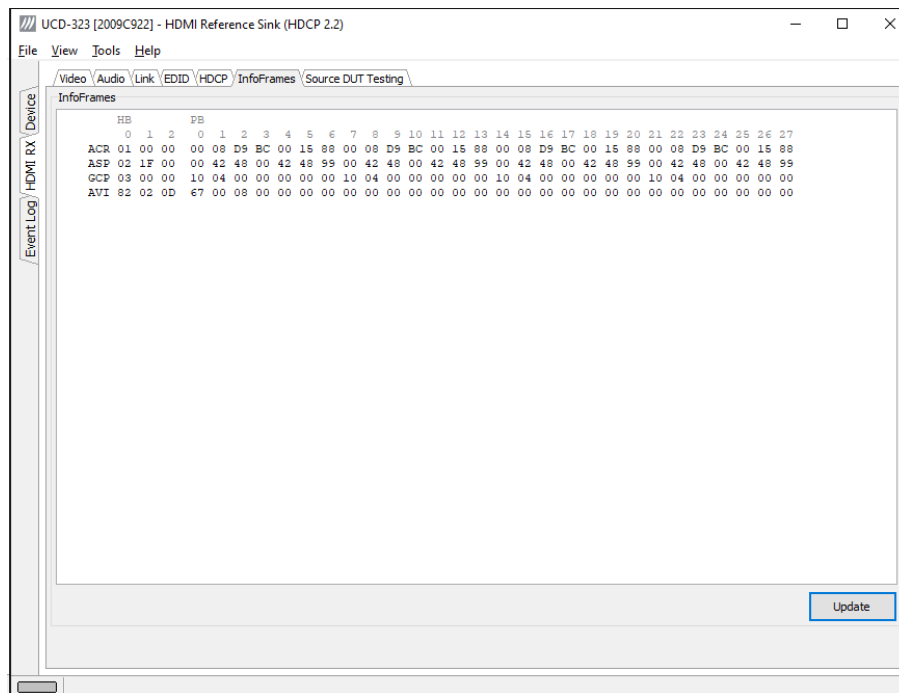 UCD-323 [2009C922] - HDMI Reference Sink (HDCP 2.2)
File View Tools Help
Video Audio Link EDID HDCP InfoFrames Source DUT Testing
Device
HDMI RX
Event Log
InfoFrames
HB PB
0 1 2 0 1 2 3 4 5 6 7 8 9 10 11 12 13 14 15 16 17 18 19 20 21 22 23 24 25 26 27
ACR 01 00 00 00 08 D9 BC 00 15 88 00 08 D9 BC 00 15 88 00 08 D9 BC 00 15 88 00 08 D9 BC 00 15 88
ASP 02 1F 00 00 42 48 00 42 48 99 00 42 48 00 42 48 99 00 42 48 00 42 48 99 00 42 48 00 42 48 99
GCP 03 00 00 10 04 00 00 00 00 00 10 04 00 00 00 00 00 10 04 00 00 00 00 00 10 04 00 00 00 00 00
AVI 82 02 0D 67 00 08 00 00 00 00 00 00 00 00 00 00 00 00 00 00 00 00 00 00 00 00 00 00 00 00 00
Update